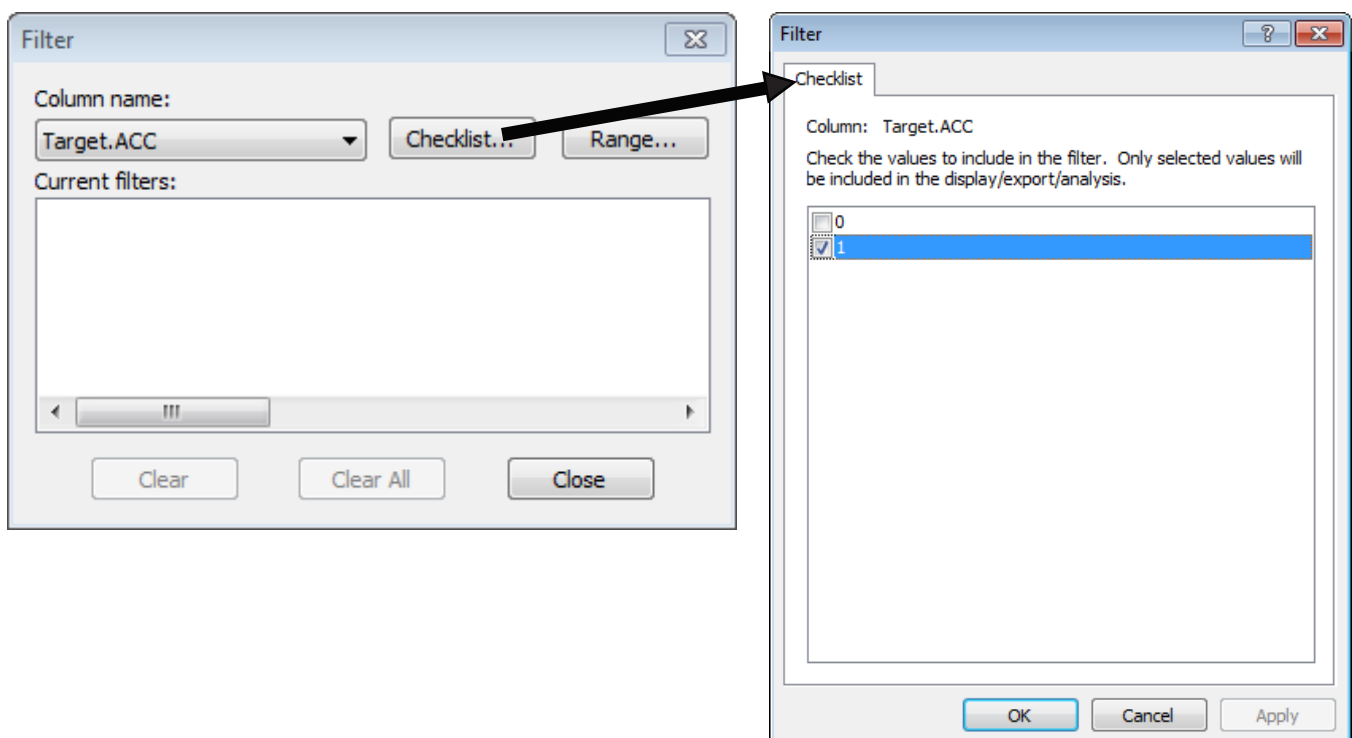 Filter
Column name:
Target.ACC
Checklist...
Range...
Current filters:
Clear
Clear All
Close
Filter
Checklist
Column: Target.ACC
Check the values to include in the filter. Only selected values will
be included in the display/export/analysis.
0
1
OK
Cancel
Apply